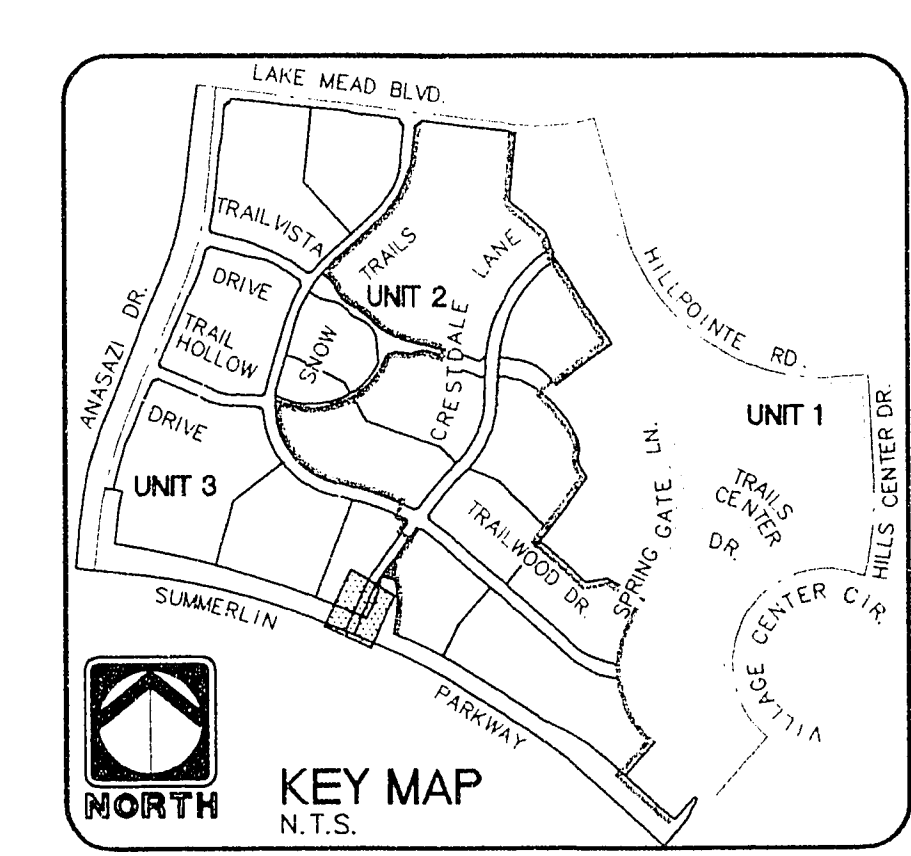 LAKE MEAD BLVD.
TRAIL VISTA
DRIVE
TRAILS
LANE
UNIT 2
HILLPOINTE RD.
ANASAZI DR.
TRAIL
HOLLOW
SNOW
CRESTDALE
DRIVE
UNIT 3
UNIT 1
HILLS CENTER DR.
SPRING GATE LN.
TRAILS
CENTER
DR.
TRAILWOOD DR.
VILLAGE CENTER CIR.
SUMMERLIN
PARKWAY
NORTH
KEY MAP
N.T.S.